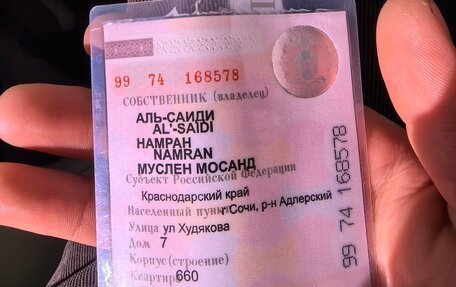 99 74 168578
СОБСТВЕННИК (владелец)
АЛЬ-САИДИ
AL'-SAIDI
НАМРАН
NAMRAN
МУСЛЕН МОСАНД
Субъект Российской Федерации
Краснодарский край
Населенный пункт г Сочи, р-н Адлерский
Улица ул Худякова
Дом 7
Корпус (строение)
Квартира 660
99 74 168578